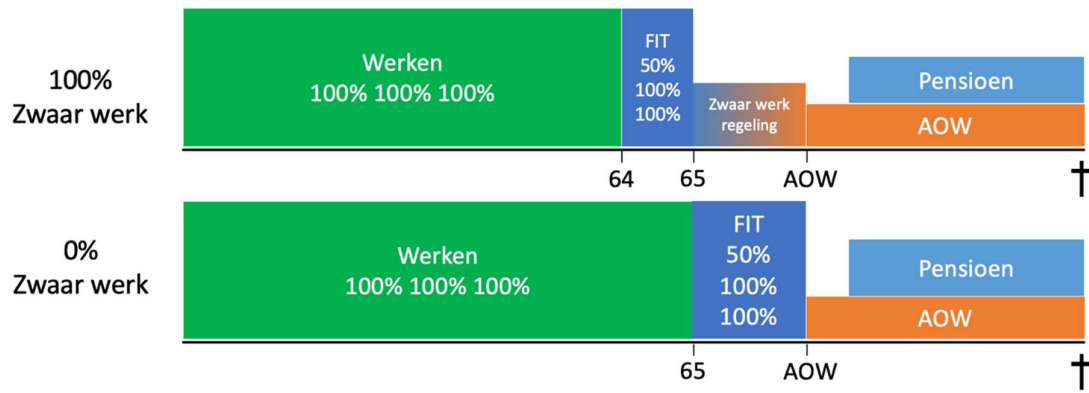 100%
Zwaar werk
Werken
100% 100% 100%
FIT
50%
100%
100%
Zwaar werk
regeling
Pensioen
AOW
64
65
AOW
0%
Zwaar werk
Werken
100% 100% 100%
FIT
50%
100%
100%
Pensioen
AOW
65
AOW